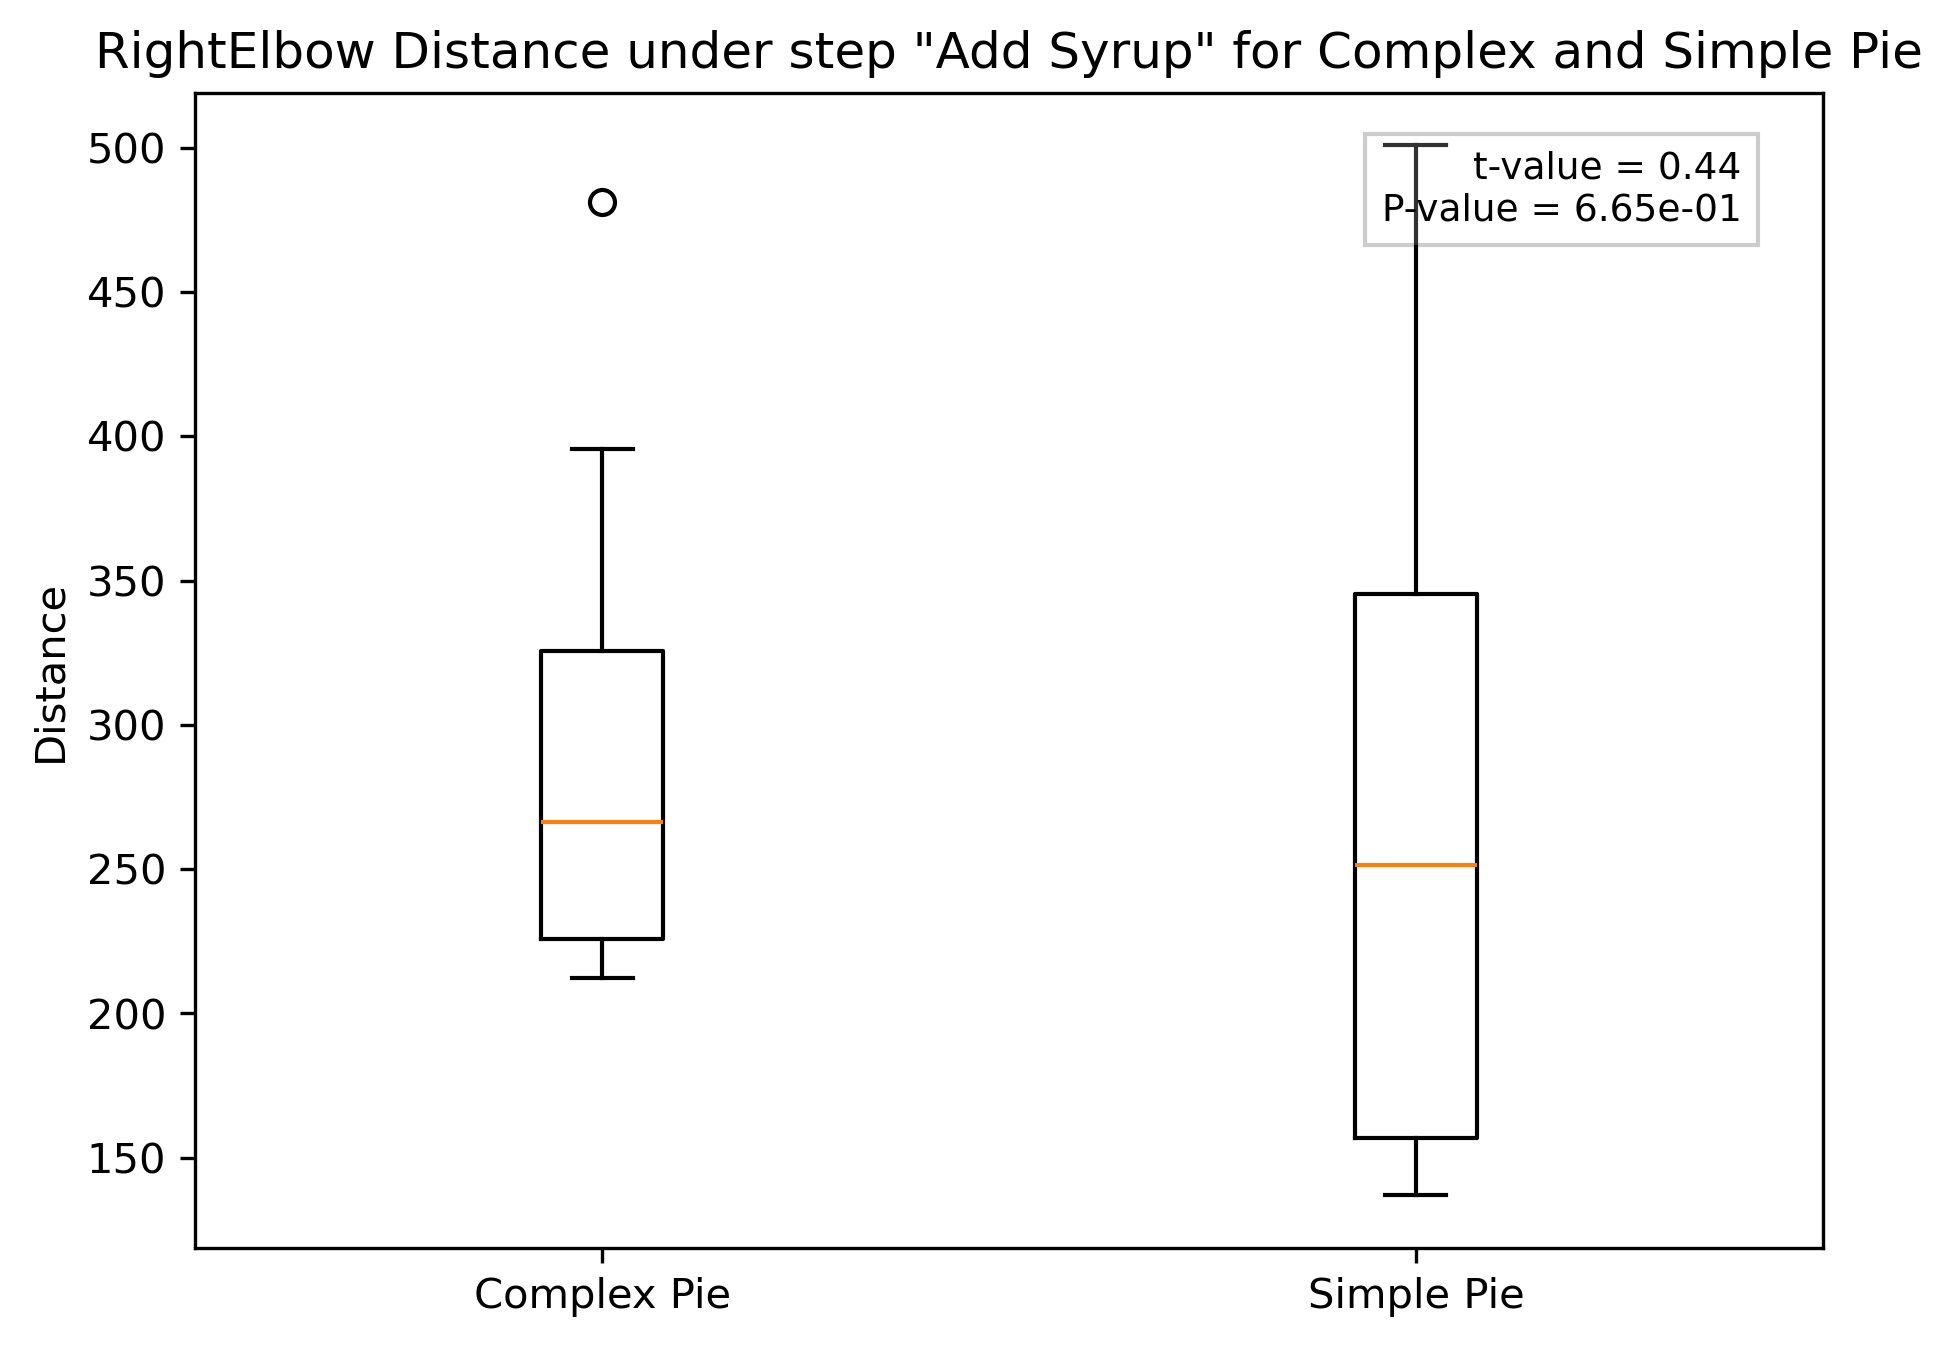 RightElbow Distance under step "Add Syrup" for Complex and Simple Pie
t-value = 0.44
P-value = 6.65e-01
500
450
400
350
300
250
200
150
Distance
Complex Pie
Simple Pie